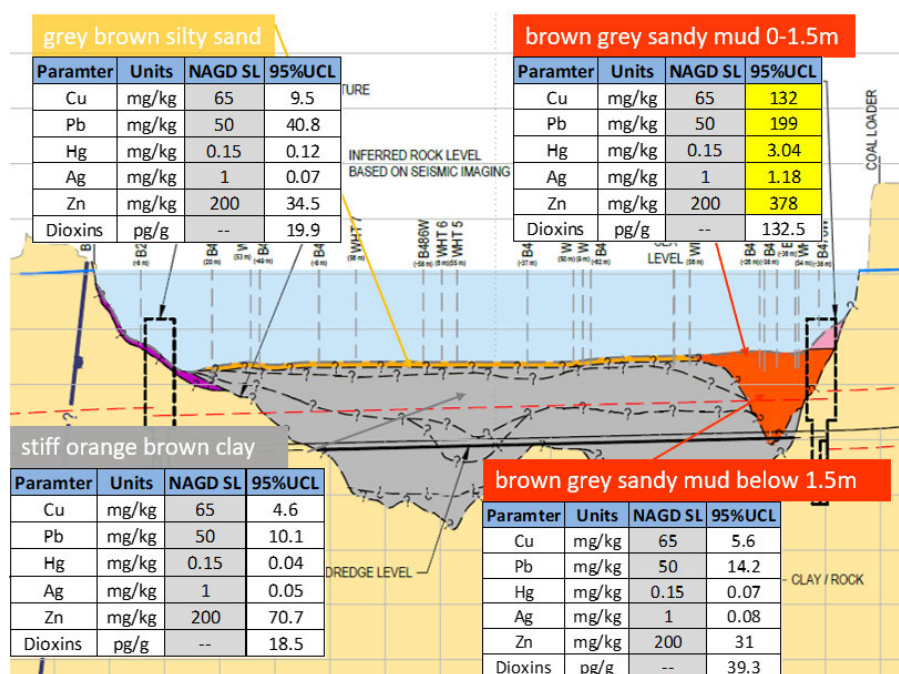 grey brown silty sand
Paramter Units NAGD SL 95%UCL
Cu mg/kg 65 9.5
Pb mg/kg 50 40.8
Hg mg/kg 0.15 0.12
Ag mg/kg 1 0.07
Zn mg/kg 200 34.5
Dioxins pg/g -- 19.9
brown grey sandy mud 0-1.5m
Paramter Units NAGD SL 95%UCL
Cu mg/kg 65 132
Pb mg/kg 50 199
Hg mg/kg 0.15 3.04
Ag mg/kg 1 1.18
Zn mg/kg 200 378
Dioxins pg/g -- 132.5
TURE
INFERRED ROCK LEVEL
BASED ON SEISMIC IMAGING
COAL LOADER
B486W
WHT 6
WHT 5
LEVEL
stiff orange brown clay
Paramter Units NAGD SL 95%UCL
Cu mg/kg 65 4.6
Pb mg/kg 50 10.1
Hg mg/kg 0.15 0.04
Ag mg/kg 1 0.05
Zn mg/kg 200 70.7
Dioxins pg/g -- 18.5
DREDGE LEVEL
brown grey sandy mud below 1.5m
Paramter Units NAGD SL 95%UCL
Cu mg/kg 65 5.6
Pb mg/kg 50 14.2
Hg mg/kg 0.15 0.07
Ag mg/kg 1 0.08
Zn mg/kg 200 31
Dioxins pg/g -- 39.3
CLAY / ROCK